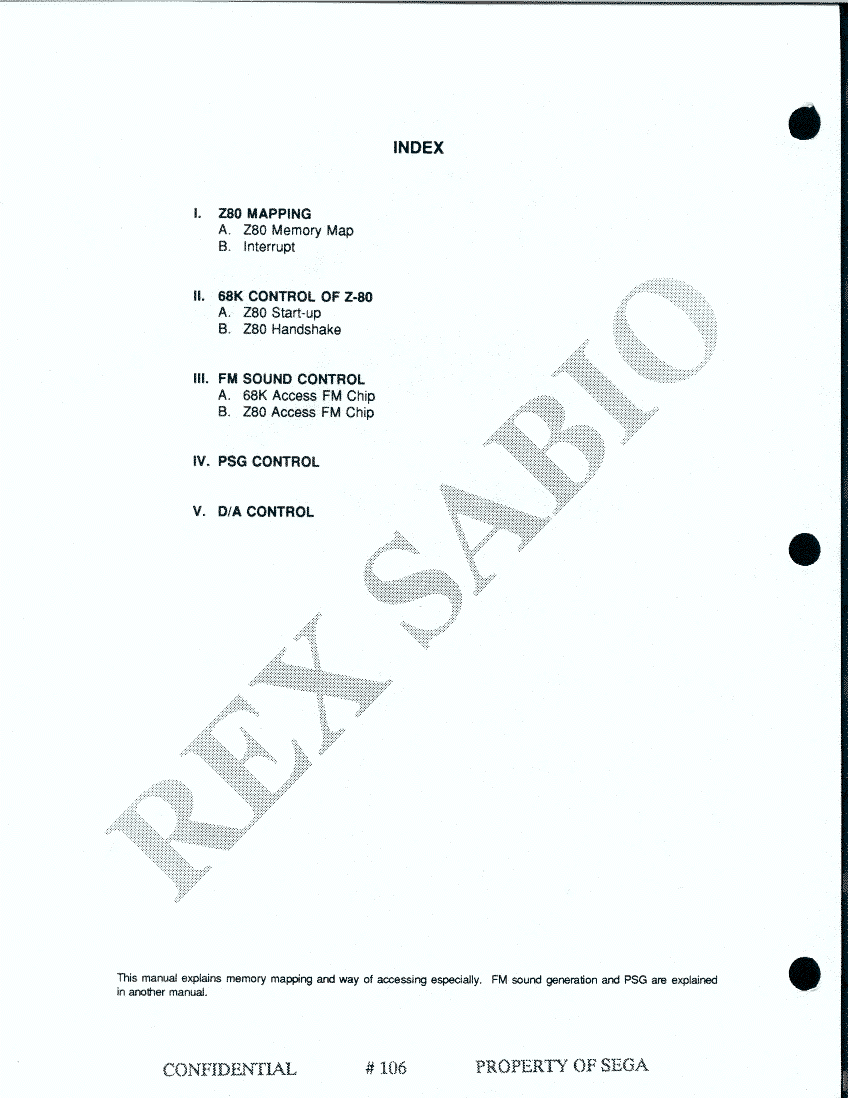 INDEX
I. Z80 MAPPING
A. Z80 Memory Map
B. Interrupt
II. 68K CONTROL OF Z-80
A. Z80 Start-up
B. Z80 Handshake
III. FM SOUND CONTROL
A. 68K Access FM Chip
B. Z80 Access FM Chip
IV. PSG CONTROL
V. D/A CONTROL
REX SABIO
This manual explains memory mapping and way of accessing especially. FM sound generation and PSG are explained
in another manual.
CONFIDENTIAL # 106 PROPERTY OF SEGA